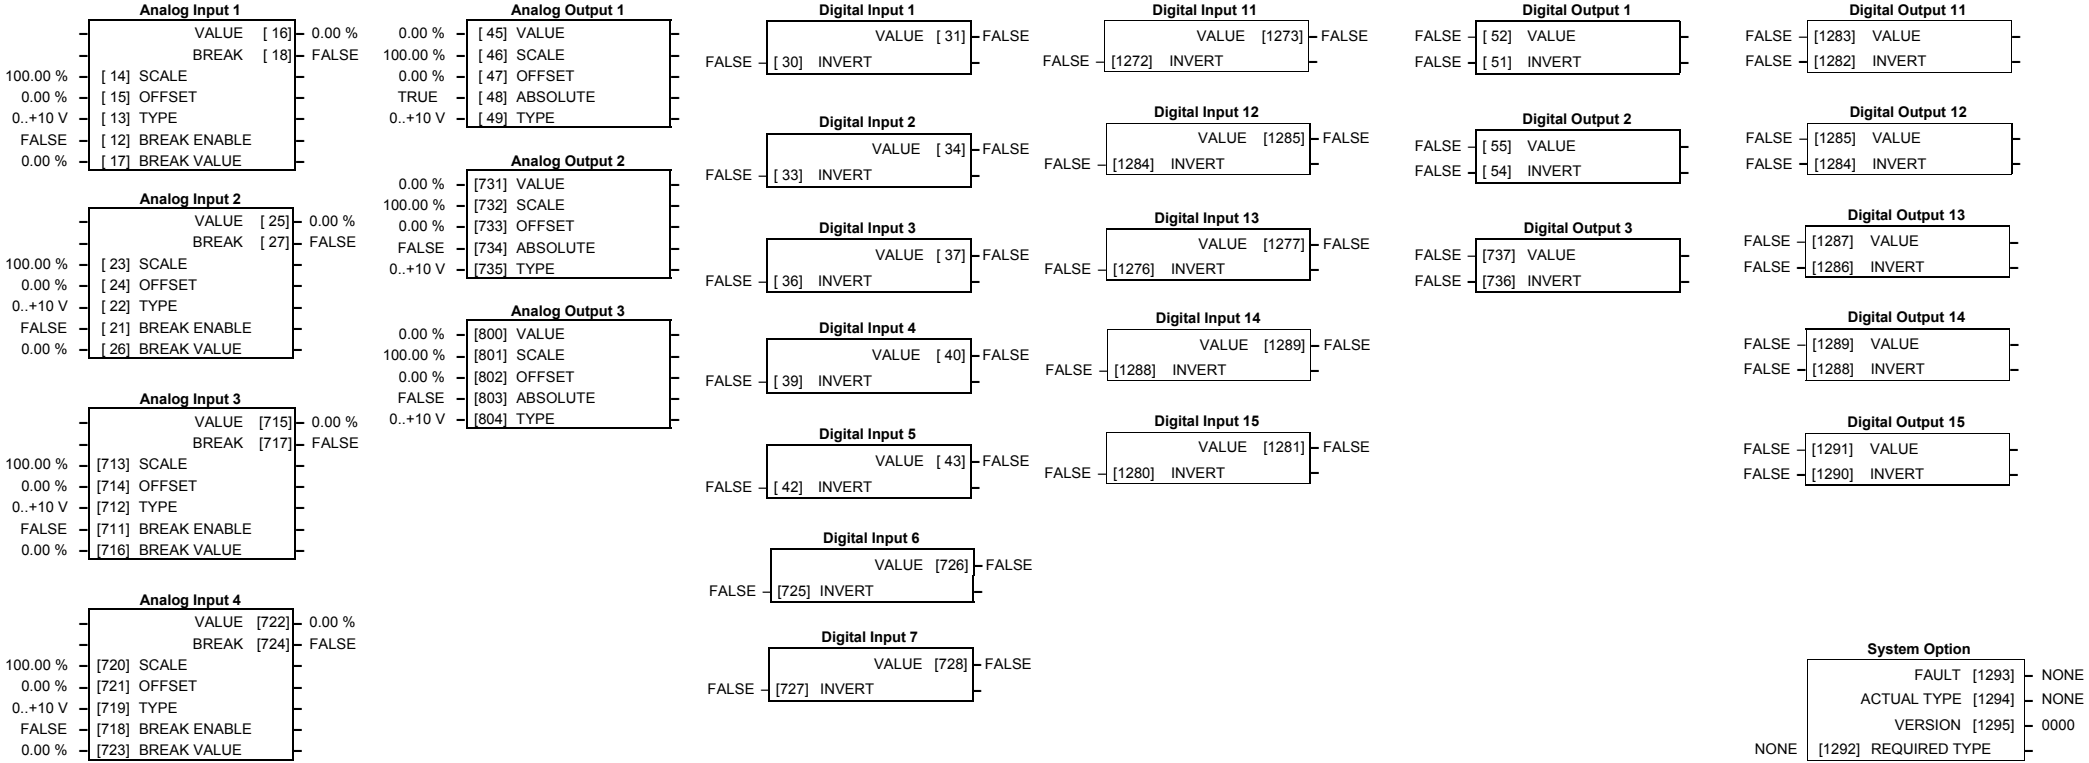 Analog Input 1
VALUE [ 16] 0.00 %
BREAK [ 18] FALSE
100.00 % [ 14] SCALE
0.00 % [ 15] OFFSET
0..+10 V [ 13] TYPE
FALSE [ 12] BREAK ENABLE
0.00 % [ 17] BREAK VALUE
Analog Input 2
VALUE [ 25] 0.00 %
BREAK [ 27] FALSE
100.00 % [ 23] SCALE
0.00 % [ 24] OFFSET
0..+10 V [ 22] TYPE
FALSE [ 21] BREAK ENABLE
0.00 % [ 26] BREAK VALUE
Analog Input 3
VALUE [715] 0.00 %
BREAK [717] FALSE
100.00 % [713] SCALE
0.00 % [714] OFFSET
0..+10 V [712] TYPE
FALSE [711] BREAK ENABLE
0.00 % [716] BREAK VALUE
Analog Input 4
VALUE [722] 0.00 %
BREAK [724] FALSE
100.00 % [720] SCALE
0.00 % [721] OFFSET
0..+10 V [719] TYPE
FALSE [718] BREAK ENABLE
0.00 % [723] BREAK VALUE
Analog Output 1
0.00 % [ 45] VALUE
100.00 % [ 46] SCALE
0.00 % [ 47] OFFSET
TRUE [ 48] ABSOLUTE
0..+10 V [ 49] TYPE
Analog Output 2
0.00 % [731] VALUE
100.00 % [732] SCALE
0.00 % [733] OFFSET
FALSE [734] ABSOLUTE
0..+10 V [735] TYPE
Analog Output 3
0.00 % [800] VALUE
100.00 % [801] SCALE
0.00 % [802] OFFSET
FALSE [803] ABSOLUTE
0..+10 V [804] TYPE
Digital Input 1
VALUE [ 31] FALSE
FALSE [ 30] INVERT
Digital Input 2
VALUE [ 34] FALSE
FALSE [ 33] INVERT
Digital Input 3
VALUE [ 37] FALSE
FALSE [ 36] INVERT
Digital Input 4
VALUE [ 40] FALSE
FALSE [ 39] INVERT
Digital Input 5
VALUE [ 43] FALSE
FALSE [ 42] INVERT
Digital Input 6
VALUE [726] FALSE
FALSE [725] INVERT
Digital Input 7
VALUE [728] FALSE
FALSE [727] INVERT
Digital Input 11
VALUE [1273] FALSE
FALSE [1272] INVERT
Digital Input 12
VALUE [1285] FALSE
FALSE [1284] INVERT
Digital Input 13
VALUE [1277] FALSE
FALSE [1276] INVERT
Digital Input 14
VALUE [1289] FALSE
FALSE [1288] INVERT
Digital Input 15
VALUE [1281] FALSE
FALSE [1280] INVERT
Digital Output 1
FALSE [ 52] VALUE
FALSE [ 51] INVERT
Digital Output 2
FALSE [ 55] VALUE
FALSE [ 54] INVERT
Digital Output 3
FALSE [737] VALUE
FALSE [736] INVERT
Digital Output 11
FALSE [1283] VALUE
FALSE [1282] INVERT
Digital Output 12
FALSE [1285] VALUE
FALSE [1284] INVERT
Digital Output 13
FALSE [1287] VALUE
FALSE [1286] INVERT
Digital Output 14
FALSE [1289] VALUE
FALSE [1288] INVERT
Digital Output 15
FALSE [1291] VALUE
FALSE [1290] INVERT
System Option
FAULT [1293] NONE
ACTUAL TYPE [1294] NONE
VERSION [1295] 0000
NONE [1292] REQUIRED TYPE